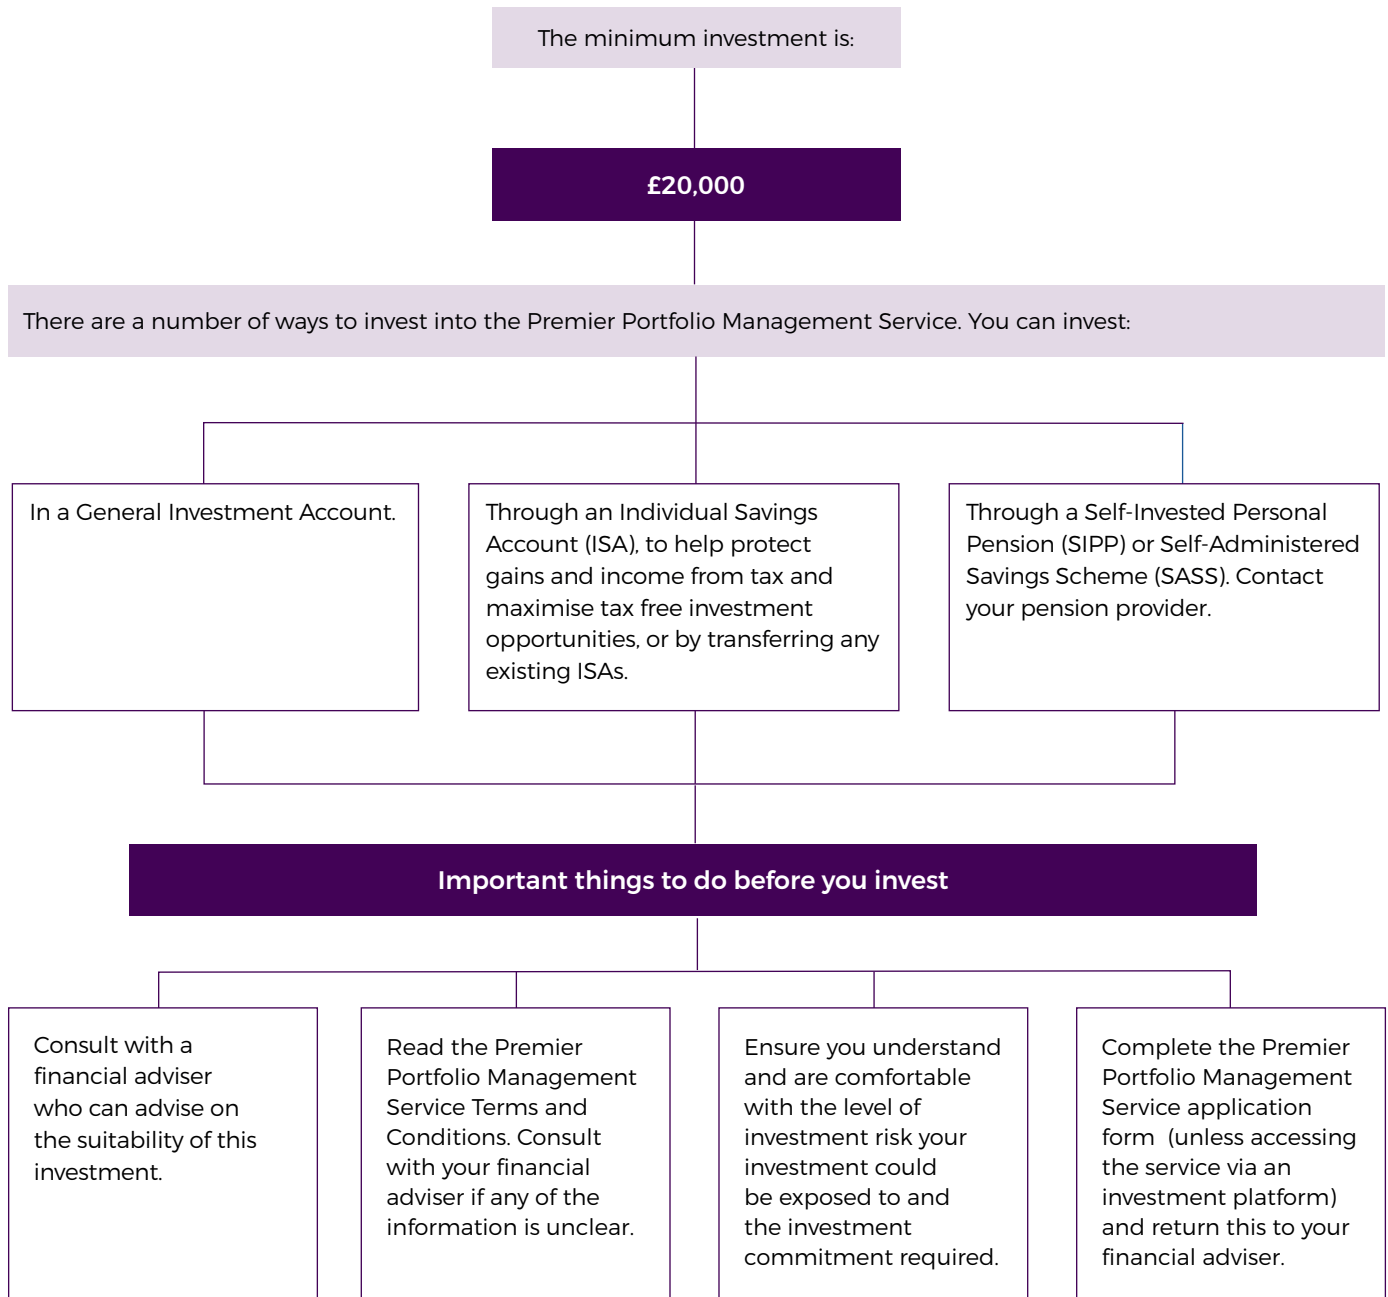 The minimum investment is:
£20,000
There are a number of ways to invest into the Premier Portfolio Management Service. You can invest:
In a General Investment Account.
Through an Individual Savings
Account (ISA), to help protect
gains and income from tax and
maximise tax free investment
opportunities, or by transferring any
existing ISAs.
Through a Self-Invested Personal
Pension (SIPP) or Self-Administered
Savings Scheme (SASS). Contact
your pension provider.
Important things to do before you invest
Consult with a
financial adviser
who can advise on
the suitability of this
investment.
Read the Premier
Portfolio Management
Service Terms and
Conditions. Consult
with your financial
adviser if any of the
information is unclear.
Ensure you understand
and are comfortable
with the level of
investment risk your
investment could
be exposed to and
the investment
commitment required.
Complete the Premier
Portfolio Management
Service application
form  (unless accessing
the service via an
investment platform)
and return this to your
financial adviser.